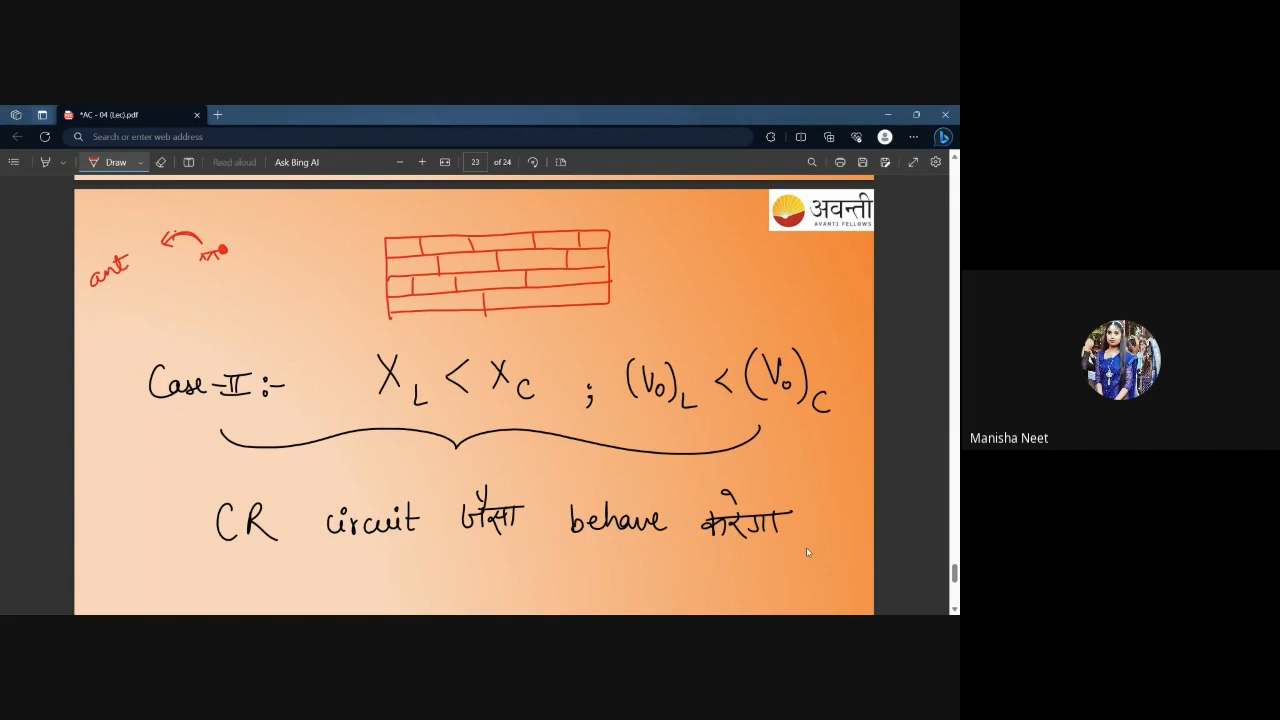 *AC - 04 (Lec).pdf
Search or enter web address
Draw
Read aloud
Ask Bing AI
23 of 24
अवन्ती
AVANTI FELLOWS
ant
Case-II :- X_L < X_C ; (V₀)_L < (V₀)_C
CR circuit जैसा behave करेगा
Manisha Neet